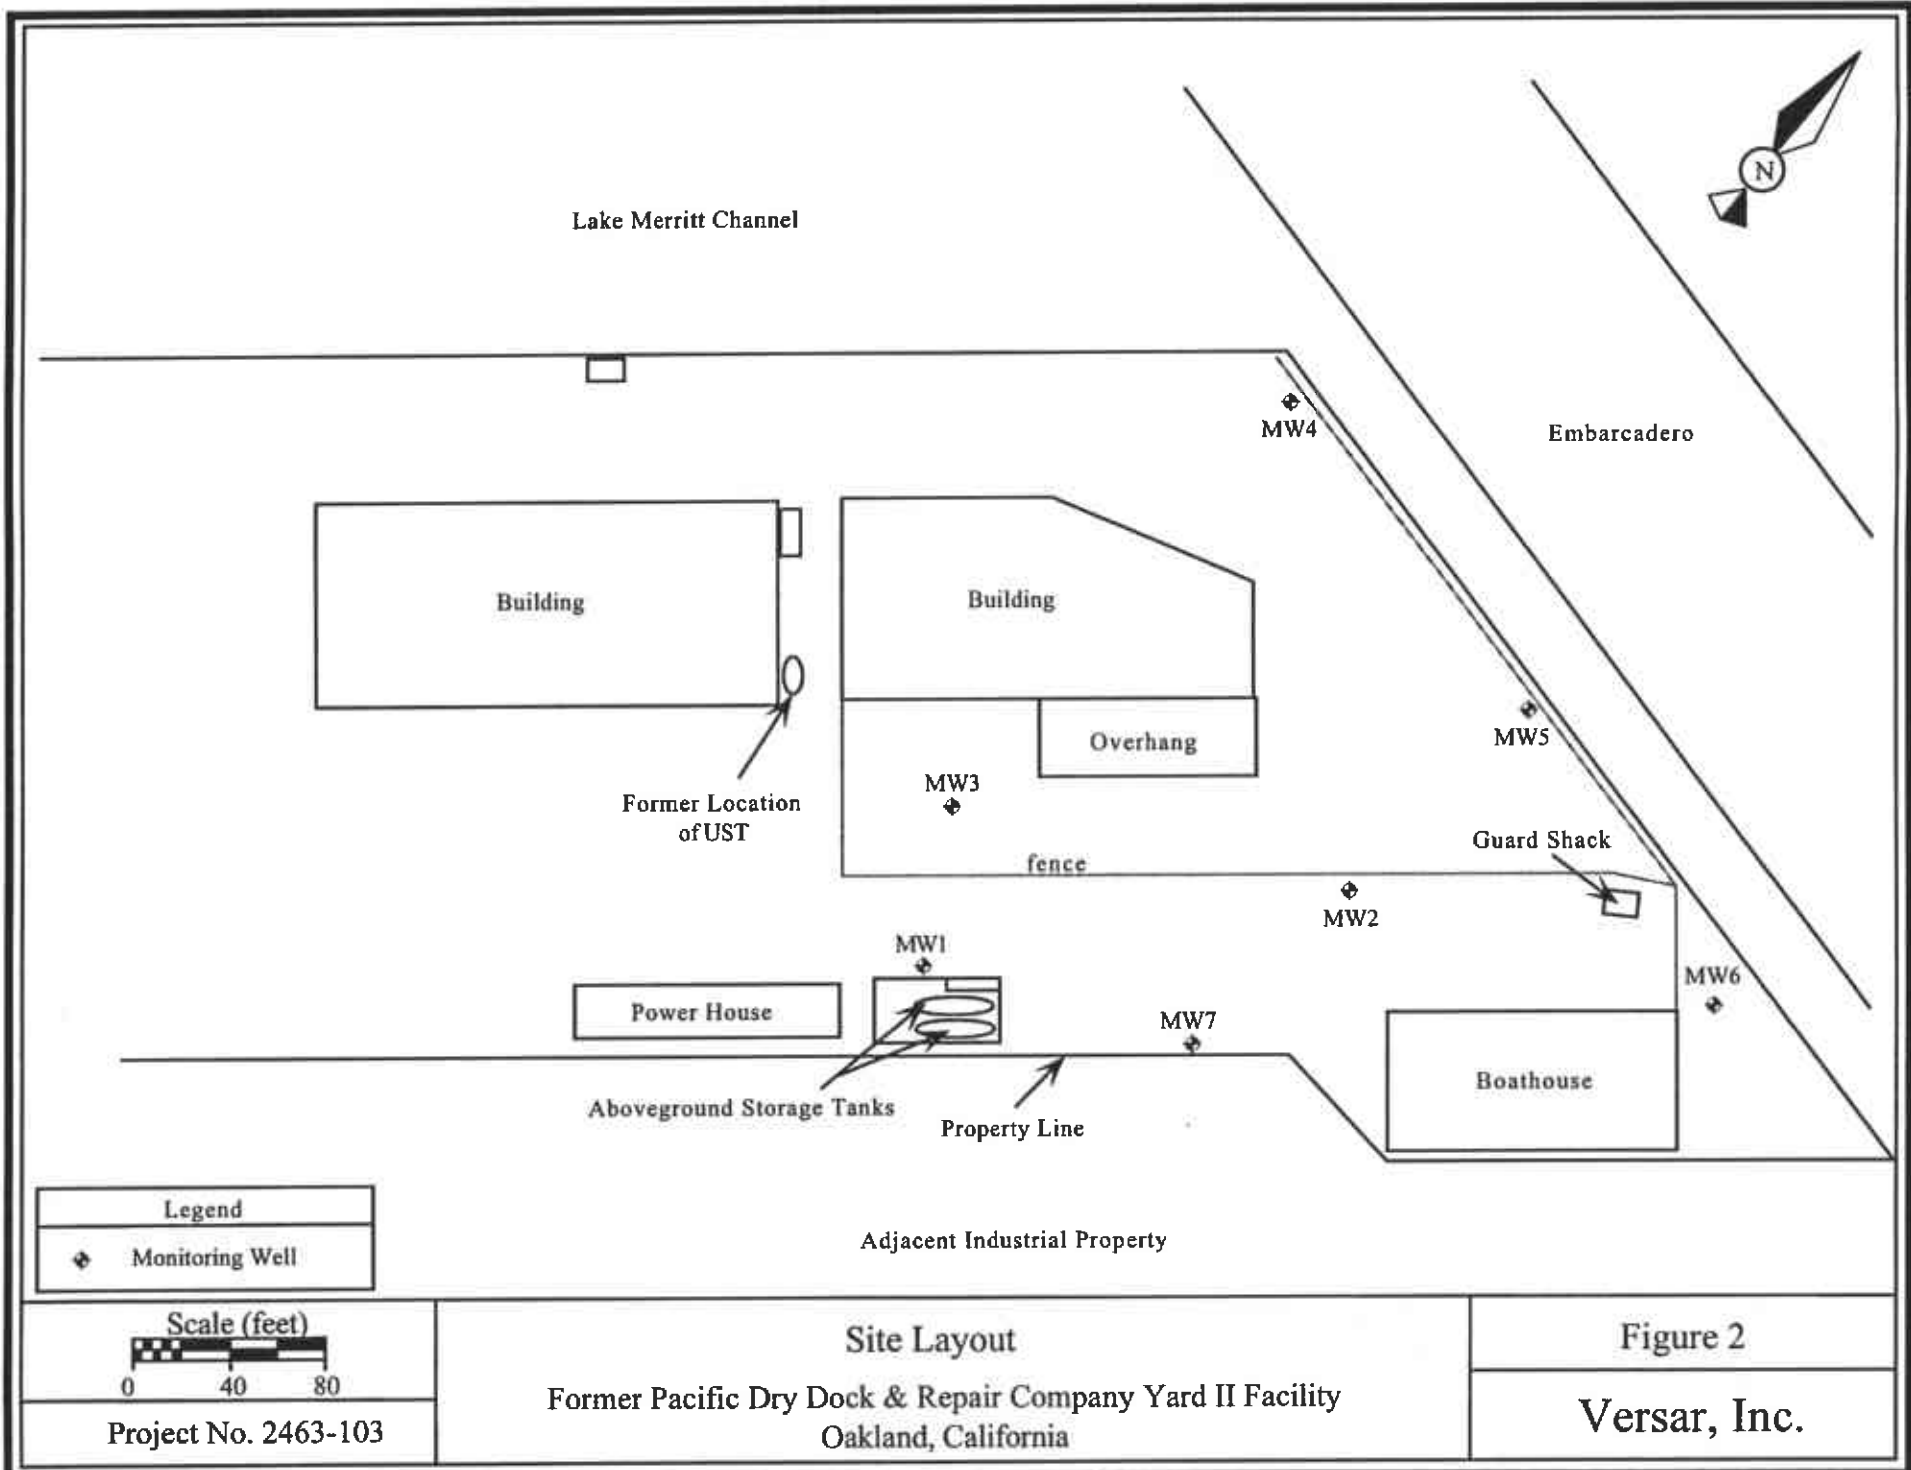 N
Lake Merritt Channel
MW4
Embarcadero
Building
Building
MW5
Overhang
MW3
Former Location
of UST
Guard Shack
fence
MW2
MW1
MW6
Power House
MW7
Boathouse
Aboveground Storage Tanks
Property Line
Legend
Monitoring Well
Adjacent Industrial Property
Scale (feet)
0 40 80
Project No. 2463-103
Site Layout
Former Pacific Dry Dock & Repair Company Yard II Facility
Oakland, California
Figure 2
Versar, Inc.